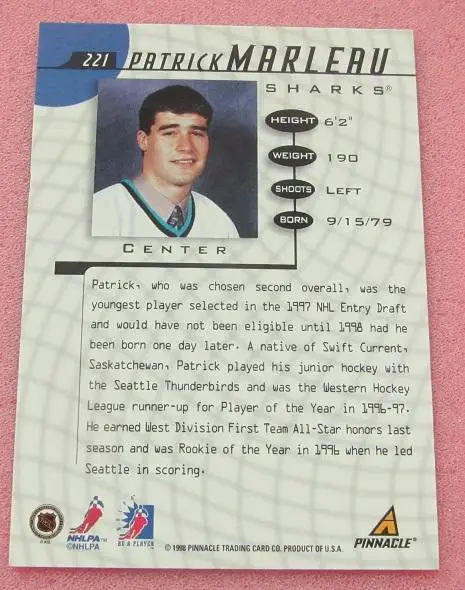 221 PATRICK MARLEAU
SHARKS®
HEIGHT 6'2"
WEIGHT 190
SHOOTS LEFT
BORN 9/15/79
CENTER
Patrick, who was chosen second overall, was the
youngest player selected in the 1997 NHL Entry Draft
and would have not been eligible until 1998 had he
been born one day later. A native of Swift Current,
Saskatchewan, Patrick played his junior hockey with
the Seattle Thunderbirds and was the Western Hockey
League runner-up for Player of the Year in 1996-97.
He earned West Division First Team All-Star honors last
season and was Rookie of the Year in 1996 when he led
Seattle in scoring.
NHLPA™
©NHLPA
BE A PLAYER
© 1998 PINNACLE TRADING CARD CO. PRODUCT OF U.S.A.
PINNACLE®